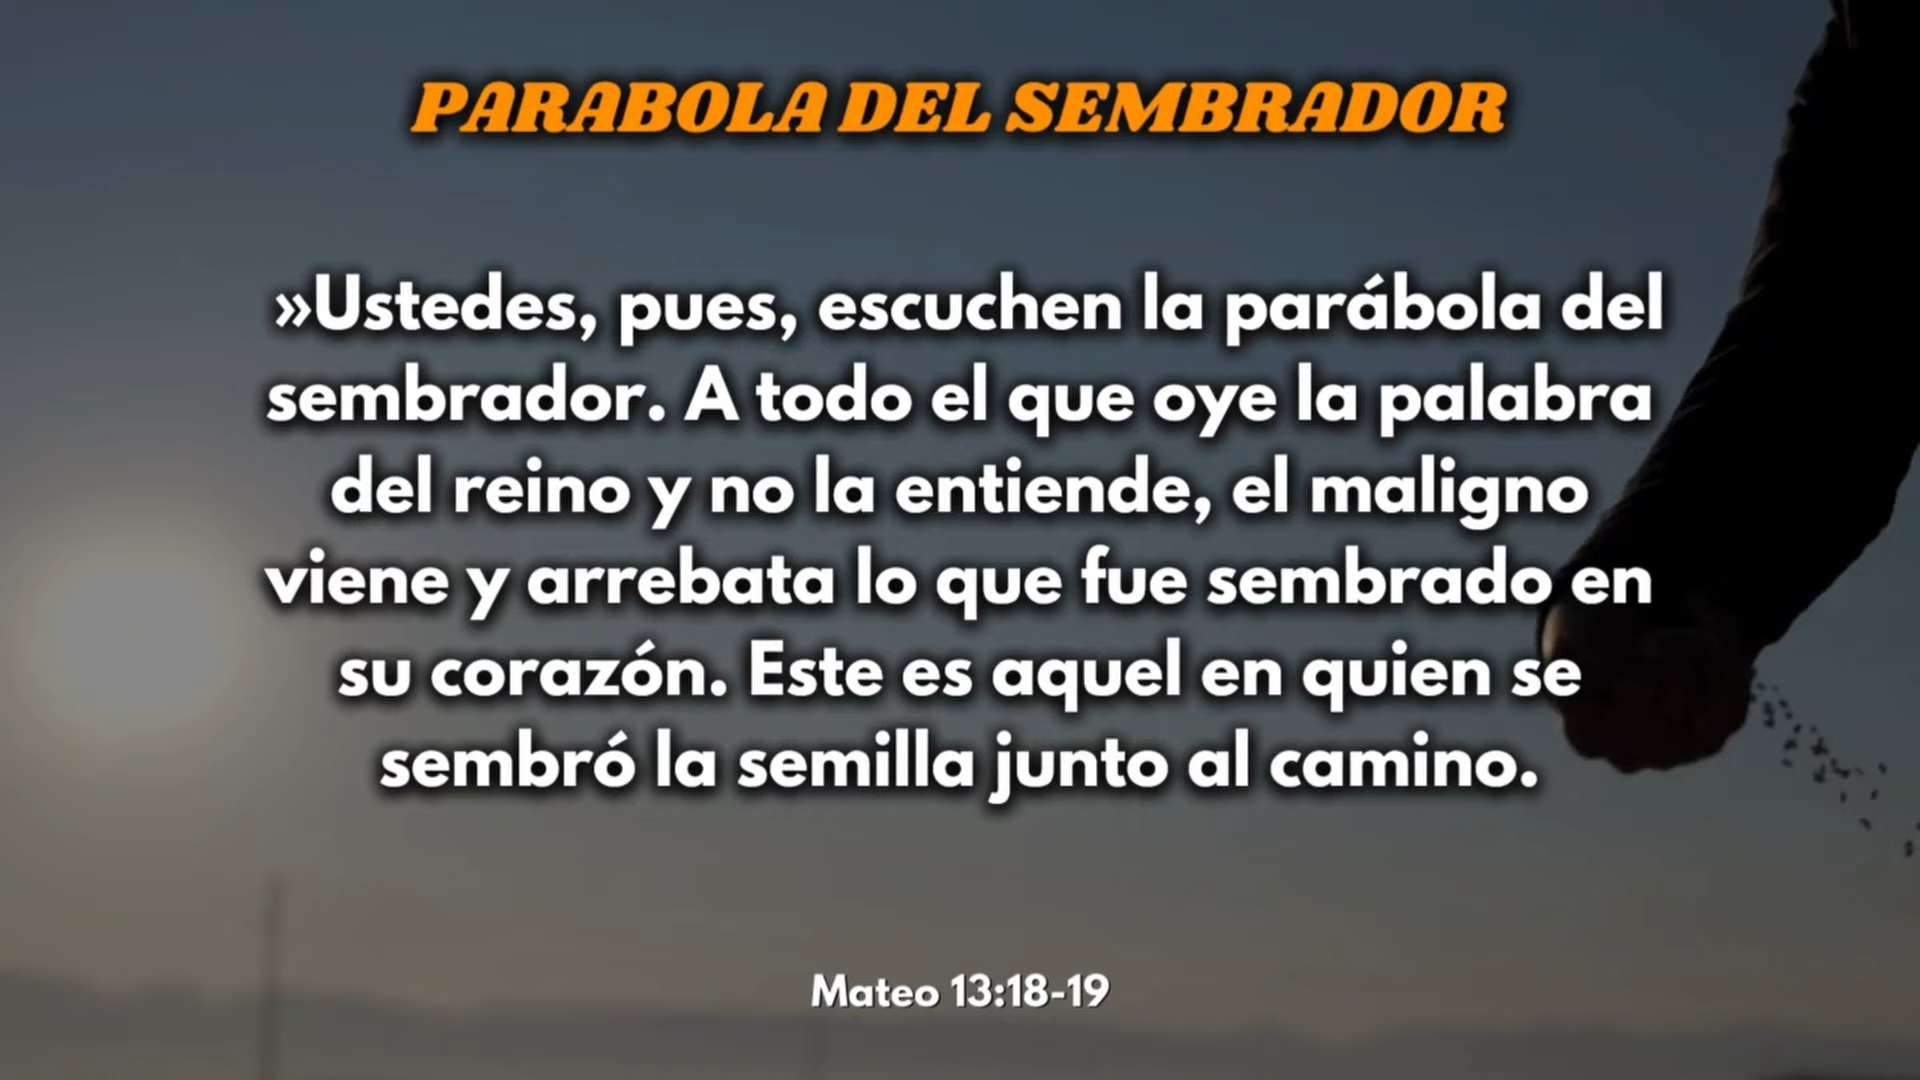 PARABOLA DEL SEMBRADOR
»Ustedes, pues, escuchen la parábola del
sembrador. A todo el que oye la palabra
del reino y no la entiende, el maligno
viene y arrebata lo que fue sembrado en
su corazón. Este es aquel en quien se
sembró la semilla junto al camino.
Mateo 13:18-19